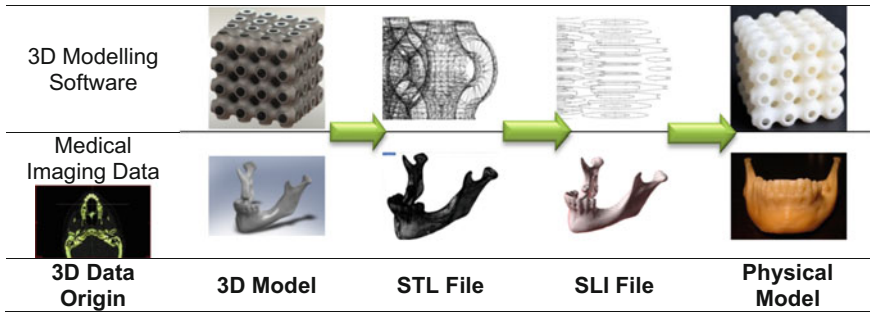 3D Modelling
Software
Medical
Imaging Data
3D Data
Origin
3D Model
STL File
SLI File
Physical
Model